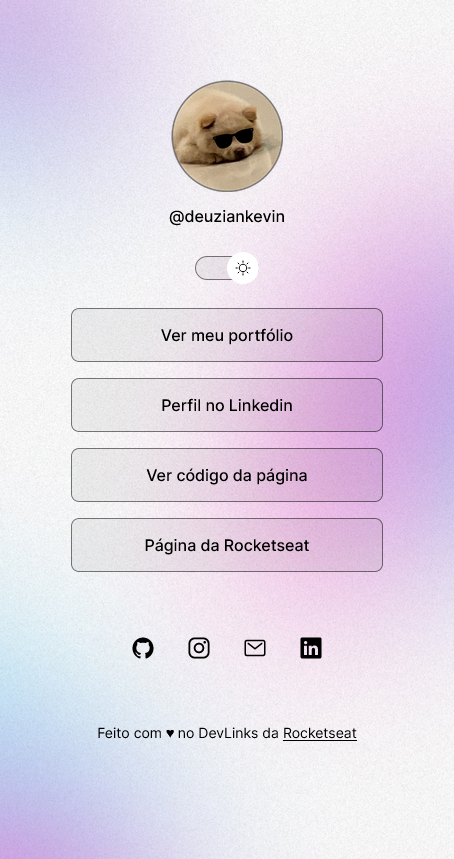 @deuziankevin
Ver meu portfólio
Perfil no Linkedin
Ver código da página
Página da Rocketseat
Feito com ♥ no DevLinks da Rocketseat